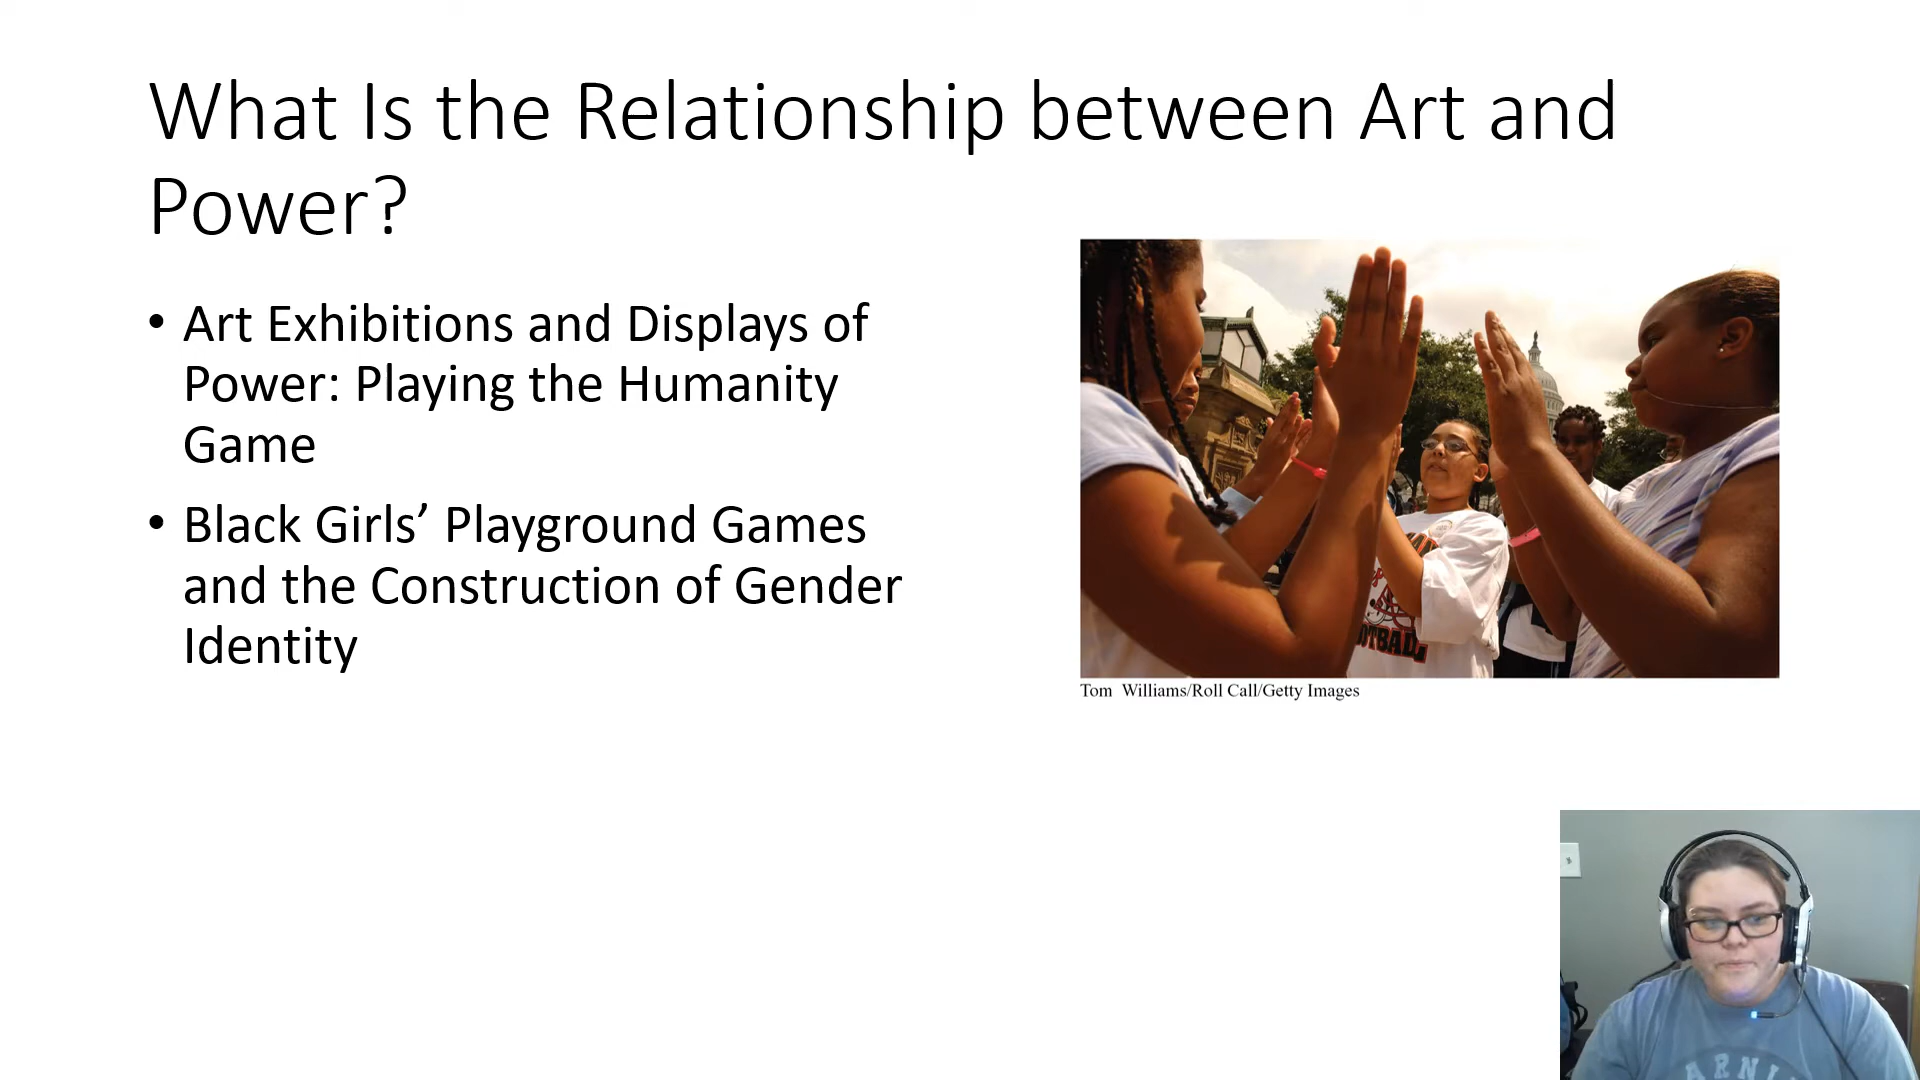 What Is the Relationship between Art and
Power?
• Art Exhibitions and Displays of
Power: Playing the Humanity
Game
• Black Girls’ Playground Games
and the Construction of Gender
Identity
Tom Williams/Roll Call/Getty Images